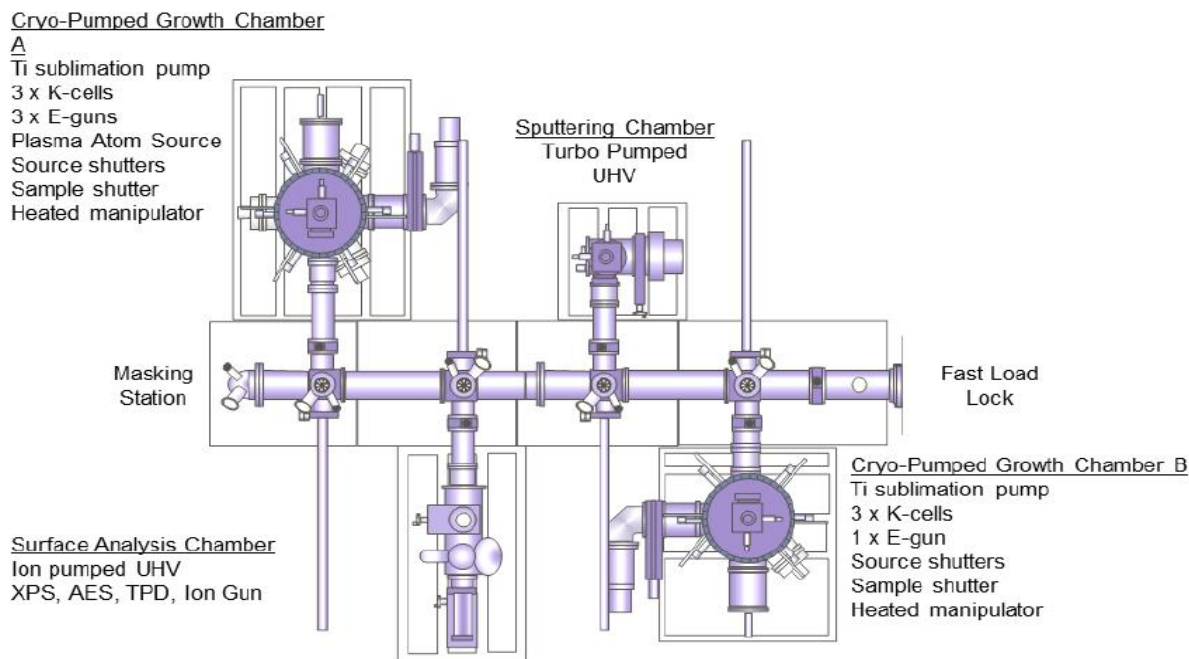 Cryo-Pumped Growth Chamber
A
Ti sublimation pump
3 x K-cells
3 x E-guns
Plasma Atom Source
Source shutters
Sample shutter
Heated manipulator
Sputtering Chamber
Turbo Pumped
UHV
Masking
Station
Fast Load
Lock
Surface Analysis Chamber
Ion pumped UHV
XPS, AES, TPD, Ion Gun
Cryo-Pumped Growth Chamber B
Ti sublimation pump
3 x K-cells
1 x E-gun
Source shutters
Sample shutter
Heated manipulator